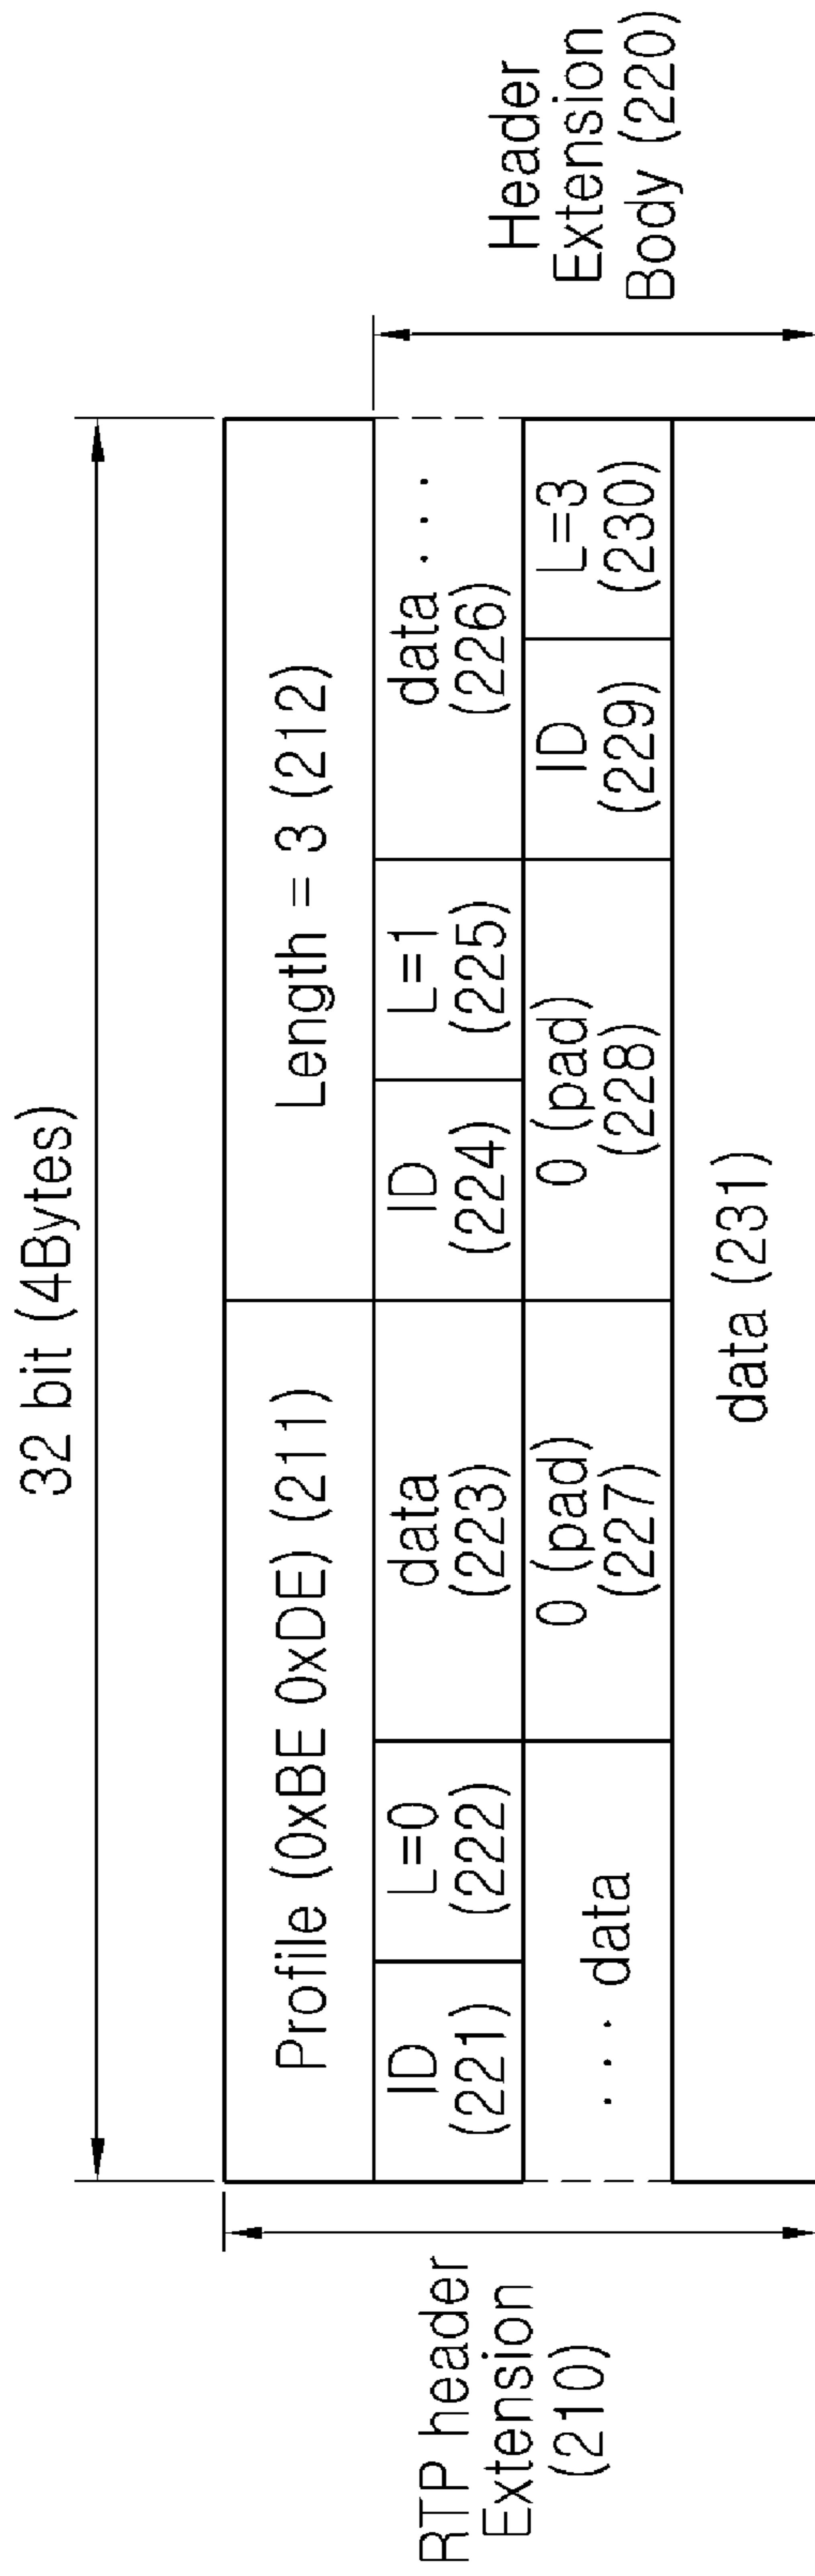 32 bit (4Bytes)
RTP header
Extension
(210)
Profile (0xBE 0xDE) (211)
Length = 3 (212)
ID
(221)
L=0
(222)
data
(223)
ID
(224)
L=1
(225)
data . . .
(226)
. . . data
0 (pad)
(227)
0 (pad)
(228)
ID
(229)
L=3
(230)
data (231)
Header
Extension
Body (220)